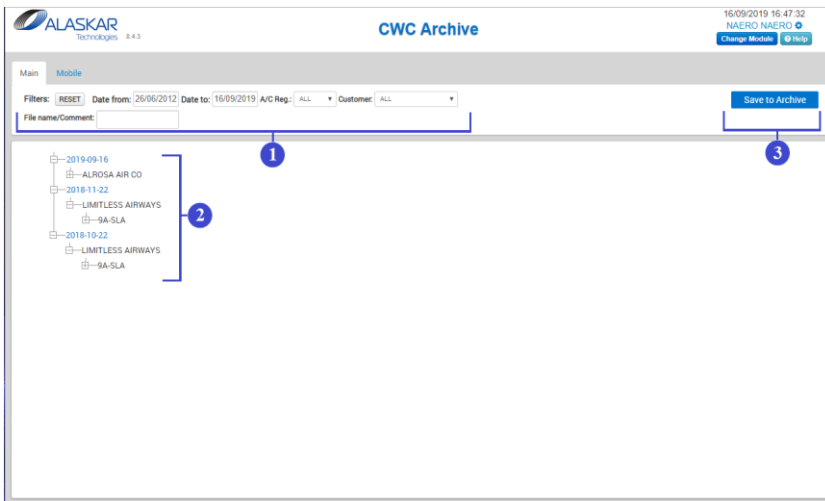 ALASKAR
Technologies 8.4.3
CWC Archive
16/09/2019 16:47:32
NAERO NAERO
Change Module Help
Main Mobile
Filters: RESET Date from: 26/06/2012 Date to: 16/09/2019 A/C Reg.: ALL Customer: ALL
Save to Archive
File name/Comment:
1
3
2019-09-16
ALROSA AIR CO
2018-11-22
LIMITLESS AIRWAYS
2
9A-SLA
2018-10-22
LIMITLESS AIRWAYS
9A-SLA